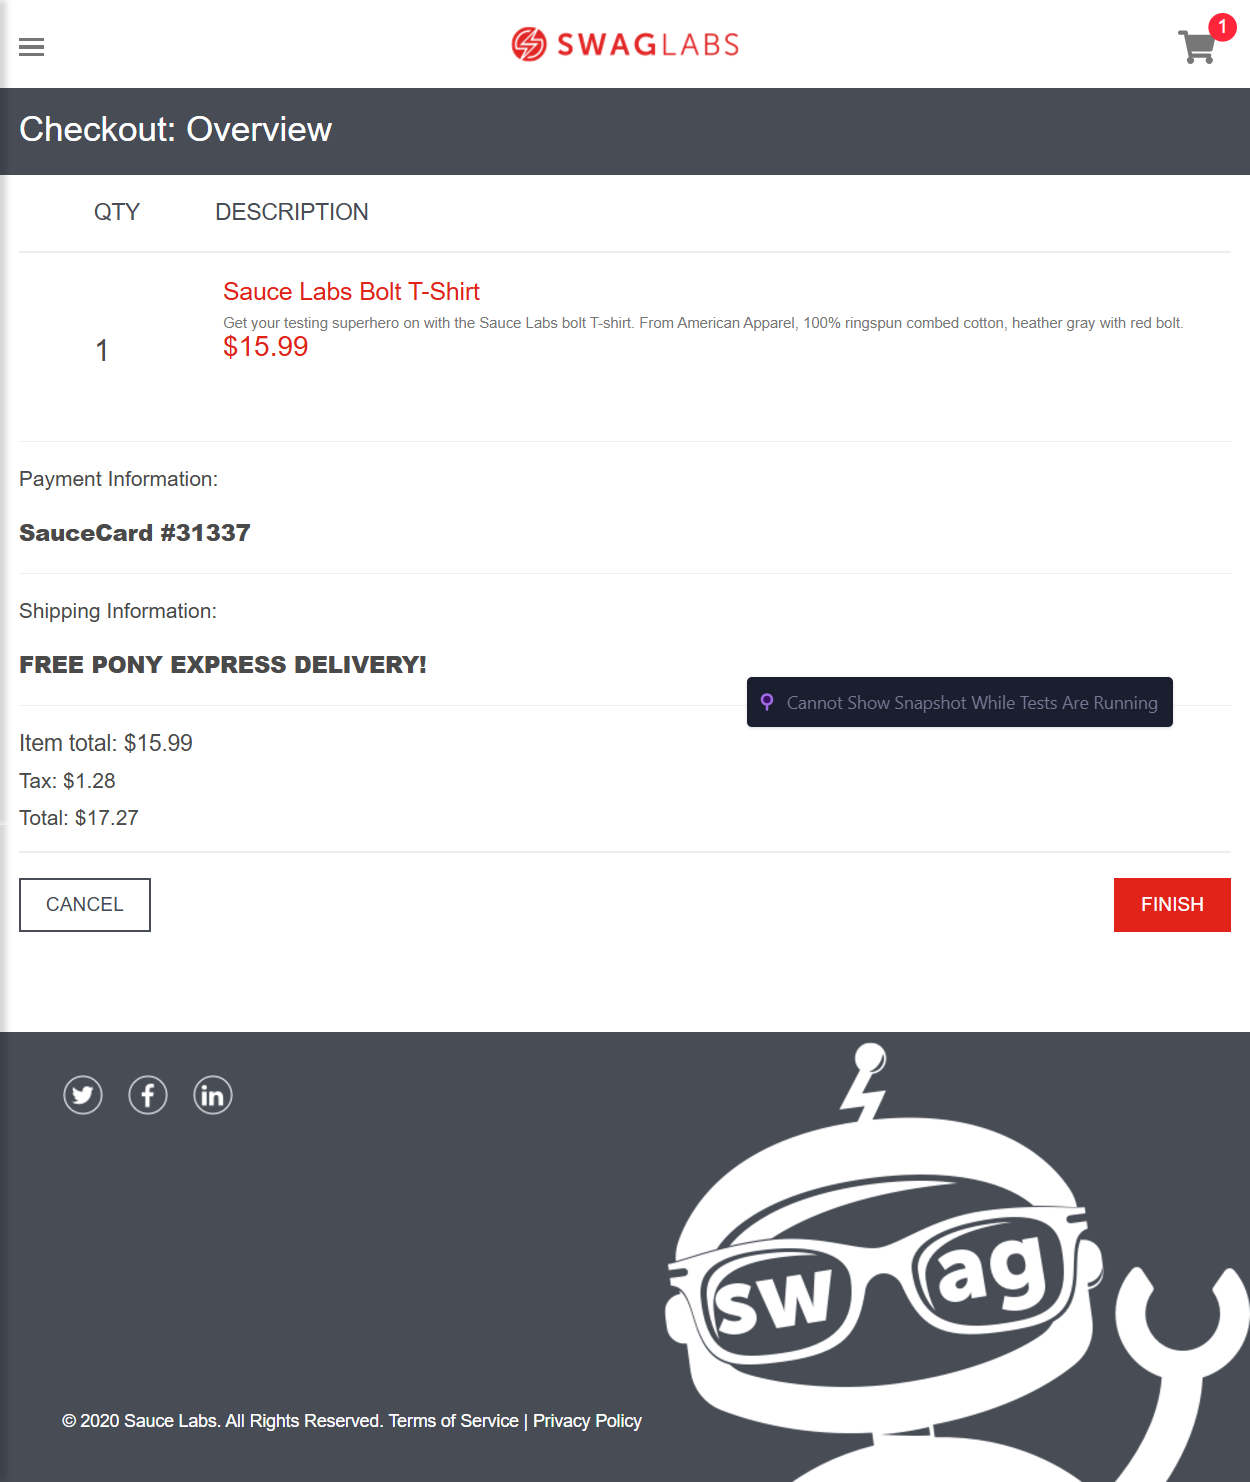 SWAGLABS
1
Checkout: Overview
QTY DESCRIPTION
Sauce Labs Bolt T-Shirt
Get your testing superhero on with the Sauce Labs bolt T-shirt. From American Apparel, 100% ringspun combed cotton, heather gray with red bolt.
1
$15.99
Payment Information:
SauceCard #31337
Shipping Information:
FREE PONY EXPRESS DELIVERY!
Cannot Show Snapshot While Tests Are Running
Item total: $15.99
Tax: $1.28
Total: $17.27
CANCEL
FINISH
f
in
sw ag
© 2020 Sauce Labs. All Rights Reserved. Terms of Service | Privacy Policy